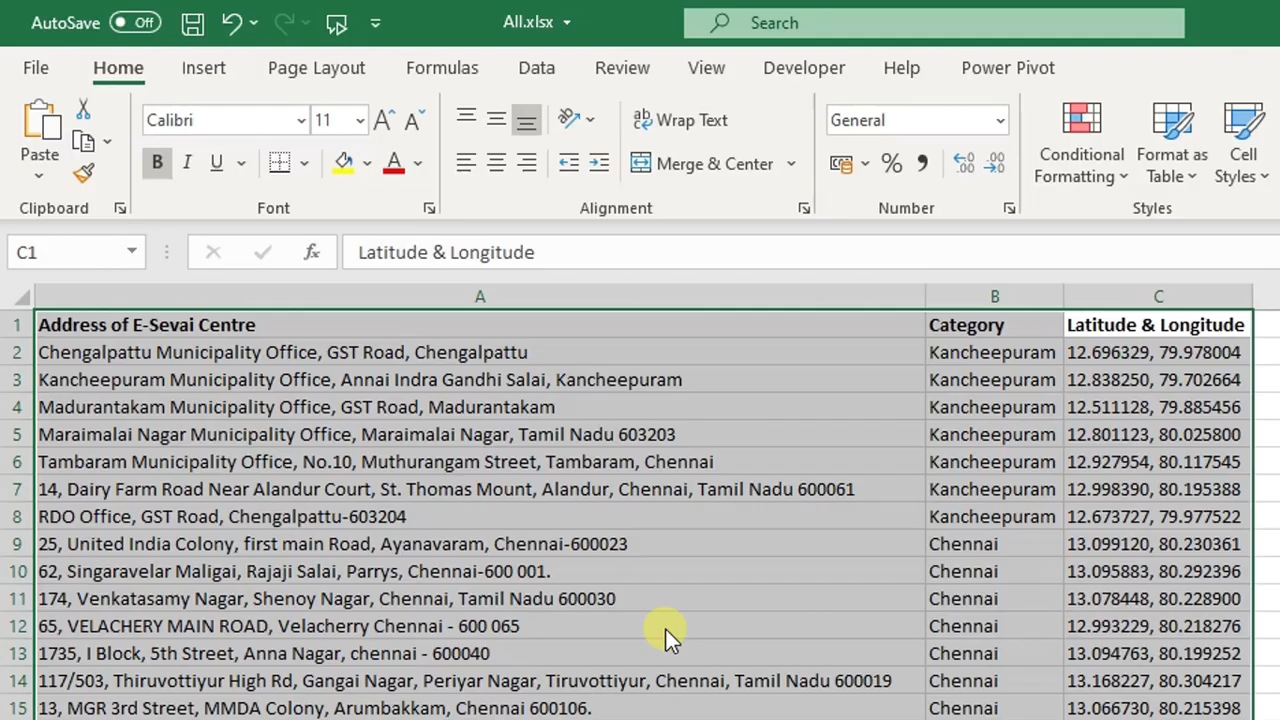 AutoSave Off All.xlsx Search
File Home Insert Page Layout Formulas Data Review View Developer Help Power Pivot
Paste Calibri 11 Wrap Text General Conditional Formatting Format as Table Cell Styles
B I U Merge & Center
Clipboard Font Alignment Number Styles
C1 fx Latitude & Longitude
A B C
1 Address of E-Sevai Centre Category Latitude & Longitude
2 Chengalpattu Municipality Office, GST Road, Chengalpattu Kancheepuram 12.696329, 79.978004
3 Kancheepuram Municipality Office, Annai Indra Gandhi Salai, Kancheepuram Kancheepuram 12.838250, 79.702664
4 Madurantakam Municipality Office, GST Road, Madurantakam Kancheepuram 12.511128, 79.885456
5 Maraimalai Nagar Municipality Office, Maraimalai Nagar, Tamil Nadu 603203 Kancheepuram 12.801123, 80.025800
6 Tambaram Municipality Office, No.10, Muthurangam Street, Tambaram, Chennai Kancheepuram 12.927954, 80.117545
7 14, Dairy Farm Road Near Alandur Court, St. Thomas Mount, Alandur, Chennai, Tamil Nadu 600061 Kancheepuram 12.998390, 80.195388
8 RDO Office, GST Road, Chengalpattu-603204 Kancheepuram 12.673727, 79.977522
9 25, United India Colony, first main Road, Ayanavaram, Chennai-600023 Chennai 13.099120, 80.230361
10 62, Singaravelar Maligai, Rajaji Salai, Parrys, Chennai-600 001. Chennai 13.095883, 80.292396
11 174, Venkatasamy Nagar, Shenoy Nagar, Chennai, Tamil Nadu 600030 Chennai 13.078448, 80.228900
12 65, VELACHERY MAIN ROAD, Velacherry Chennai - 600 065 Chennai 12.993229, 80.218276
13 1735, I Block, 5th Street, Anna Nagar, chennai - 600040 Chennai 13.094763, 80.199252
14 117/503, Thiruvottiyur High Rd, Gangai Nagar, Periyar Nagar, Tiruvottiyur, Chennai, Tamil Nadu 600019 Chennai 13.168227, 80.304217
15 13, MGR 3rd Street, MMDA Colony, Arumbakkam, Chennai 600106. Chennai 13.066730, 80.215398